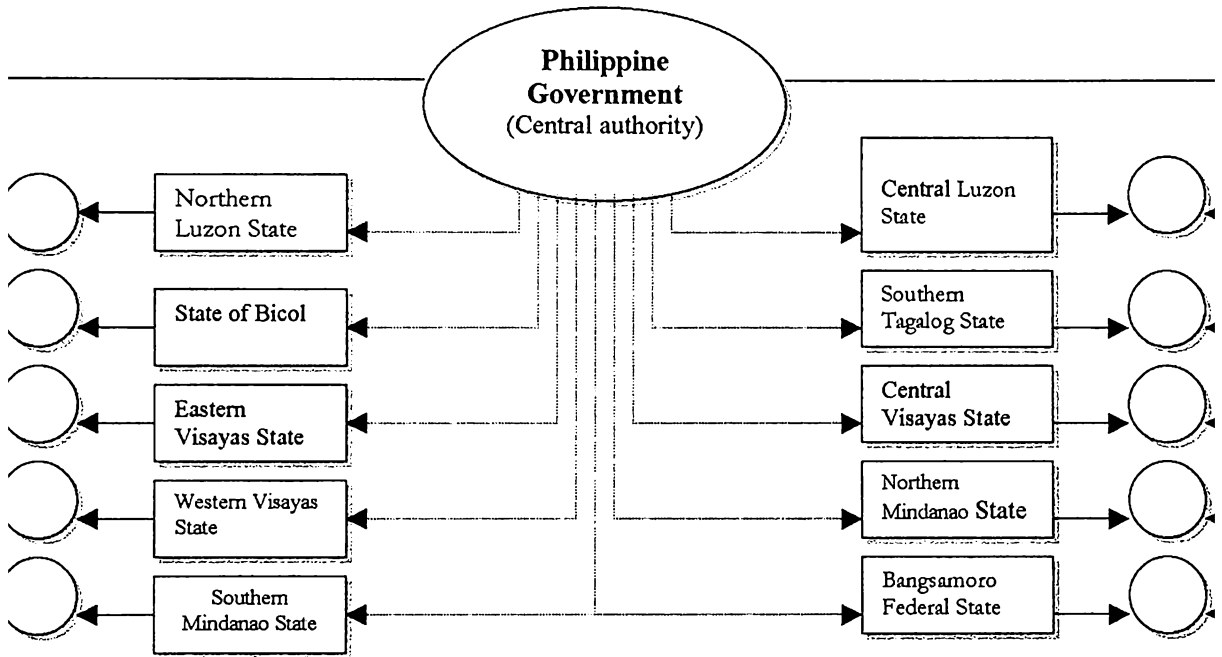 Philippine
Government
(Central authority)
Northern
Luzon State
State of Bicol
Eastern
Visayas State
Western Visayas
State
Southern
Mindanao State
Central Luzon
State
Southern
Tagalog State
Central
Visayas State
Northern
Mindanao State
Bangsamoro
Federal State